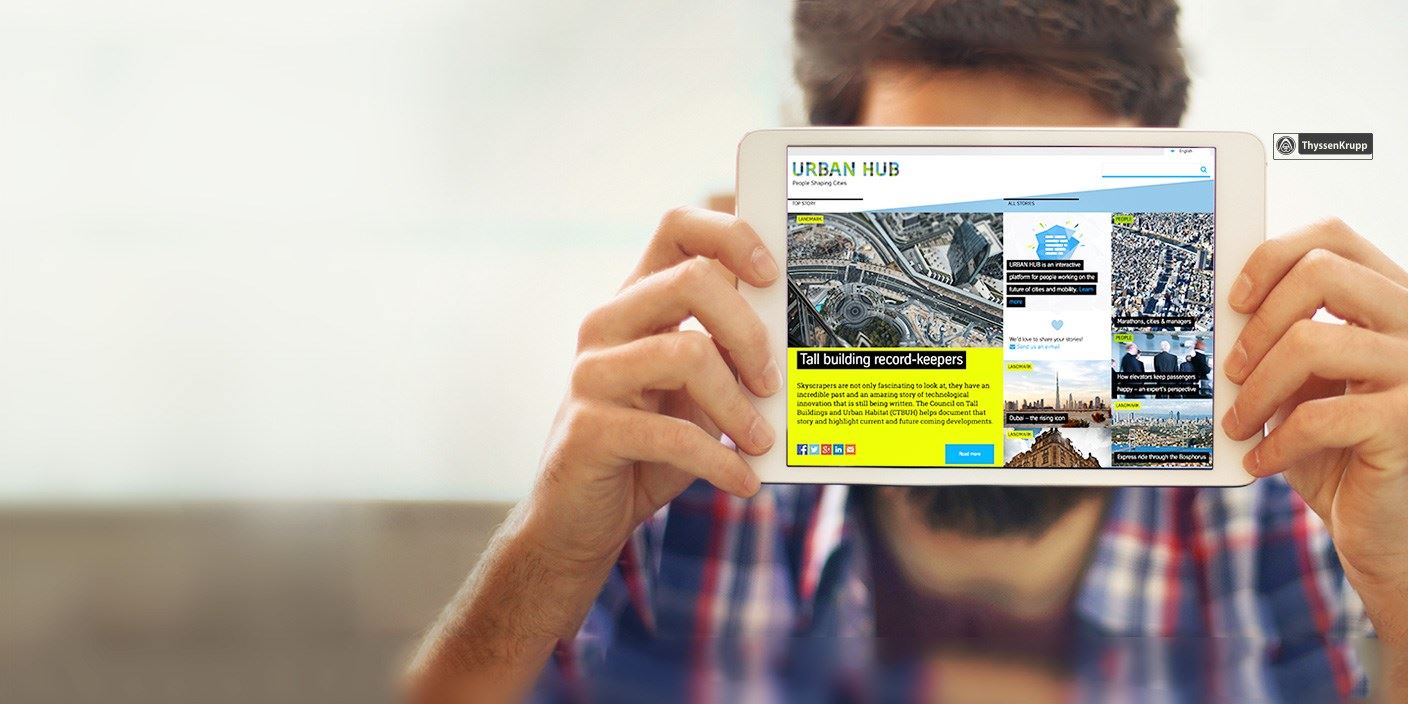 ThyssenKrupp
English
URBAN HUB
People Shaping Cities
TOP STORY
ALL STORIES
LANDMARK
Tall building record-keepers
Skyscrapers are not only fascinating to look at, they have an
incredible past and an amazing story of technological
innovation that is still being written. The Council on Tall
Buildings and Urban Habitat (CTBUH) helps document that
story and highlight current and future coming developments.
Read more
URBAN HUB is an interactive
platform for people working on the
future of cities and mobility. Learn
more
We'd love to share your stories!
Send us an e-mail
LANDMARK
Dubai – the rising icon
LANDMARK
PEOPLE
Marathons, cities & managers
PEOPLE
How elevators keep passengers
happy – an expert's perspective
LANDMARK
Express ride through the Bosphorus